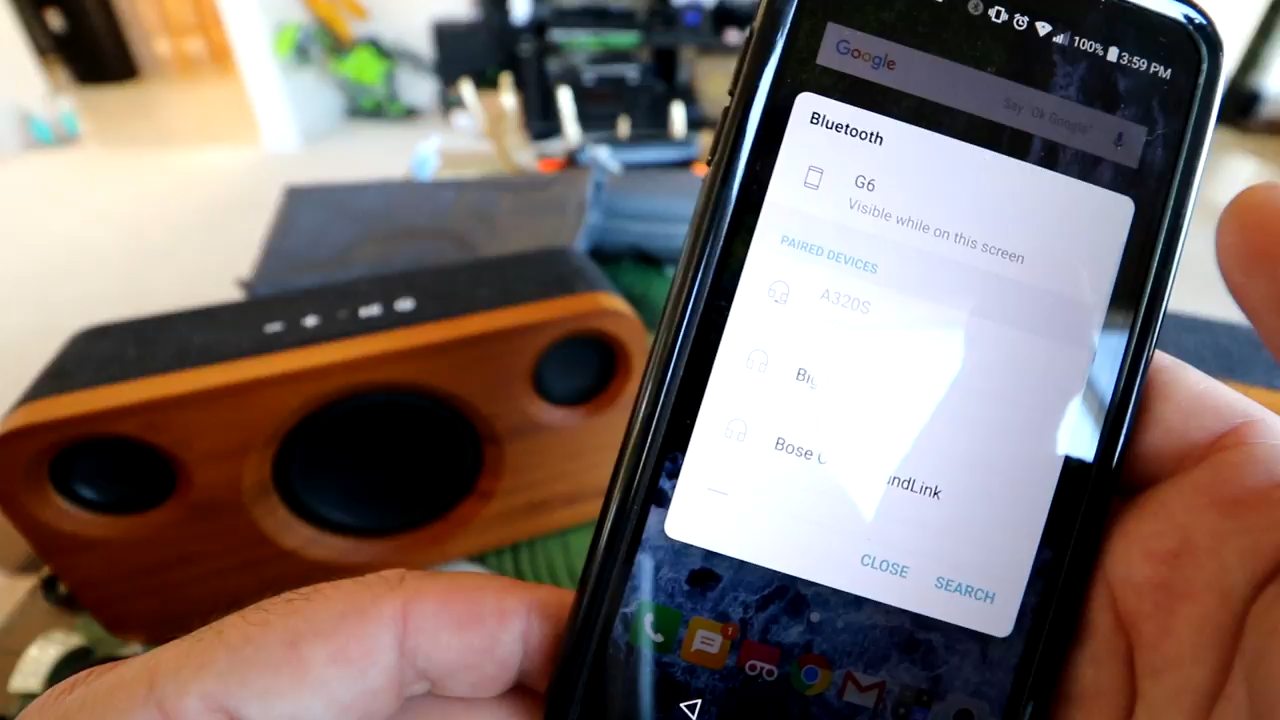 100% 3:59 PM
Google
Say "Ok Google"
Bluetooth
G6
Visible while on this screen
PAIRED DEVICES
A320S
Bose
CLOSE
SEARCH
1